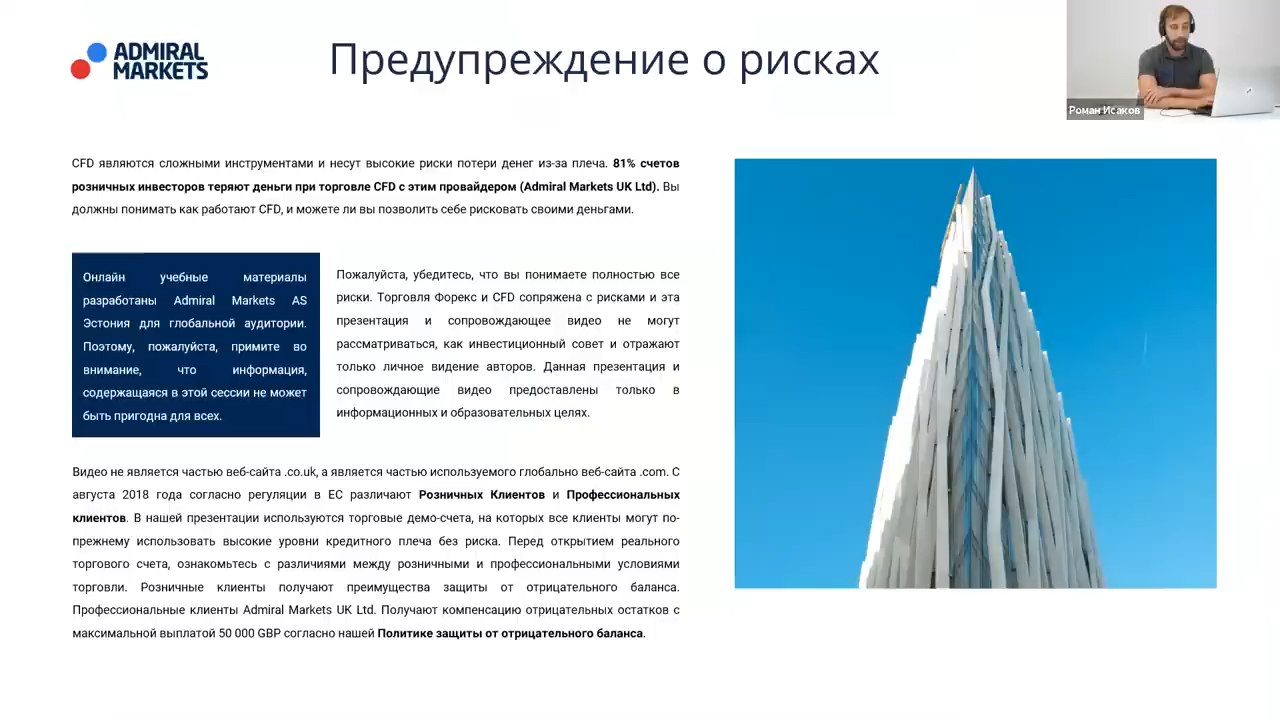 ADMIRAL
MARKETS
Предупреждение о рисках
Роман Исаков
CFD являются сложными инструментами и несут высокие риски потери денег из-за плеча. 81% счетов
розничных инвесторов теряют деньги при торговле CFD с этим провайдером (Admiral Markets UK Ltd). Вы
должны понимать как работают CFD, и можете ли вы позволить себе рисковать своими деньгами.
Онлайн учебные материалы
разработаны Admiral Markets AS
Эстония для глобальной аудитории.
Поэтому, пожалуйста, примите во
внимание, что информация,
содержащаяся в этой сессии не может
быть пригодна для всех.
Пожалуйста, убедитесь, что вы понимаете полностью все
риски. Торговля Форекс и CFD сопряжена с рисками и эта
презентация и сопровождающее видео не могут
рассматриваться, как инвестиционный совет и отражают
только личное видение авторов. Данная презентация и
сопровождающие видео предоставлены только в
информационных и образовательных целях.
Видео не является частью веб-сайта .co.uk, а является частью используемого глобально веб-сайта .com. С
августа 2018 года согласно регуляции в ЕС различают Розничных Клиентов и Профессиональных
клиентов. В нашей презентации используются торговые демо-счета, на которых все клиенты могут по-
прежнему использовать высокие уровни кредитного плеча без риска. Перед открытием реального
торгового счета, ознакомьтесь с различиями между розничными и профессиональными условиями
торговли. Розничные клиенты получают преимущества защиты от отрицательного баланса.
Профессиональные клиенты Admiral Markets UK Ltd. Получают компенсацию отрицательных остатков с
максимальной выплатой 50 000 GBP согласно нашей Политике защиты от отрицательного баланса.